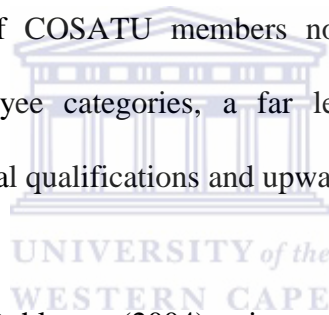 f COSATU members no
yee categories, a far le
al qualifications and upwa
UNIVERSITY of the
WESTERN CAPE
(2004)